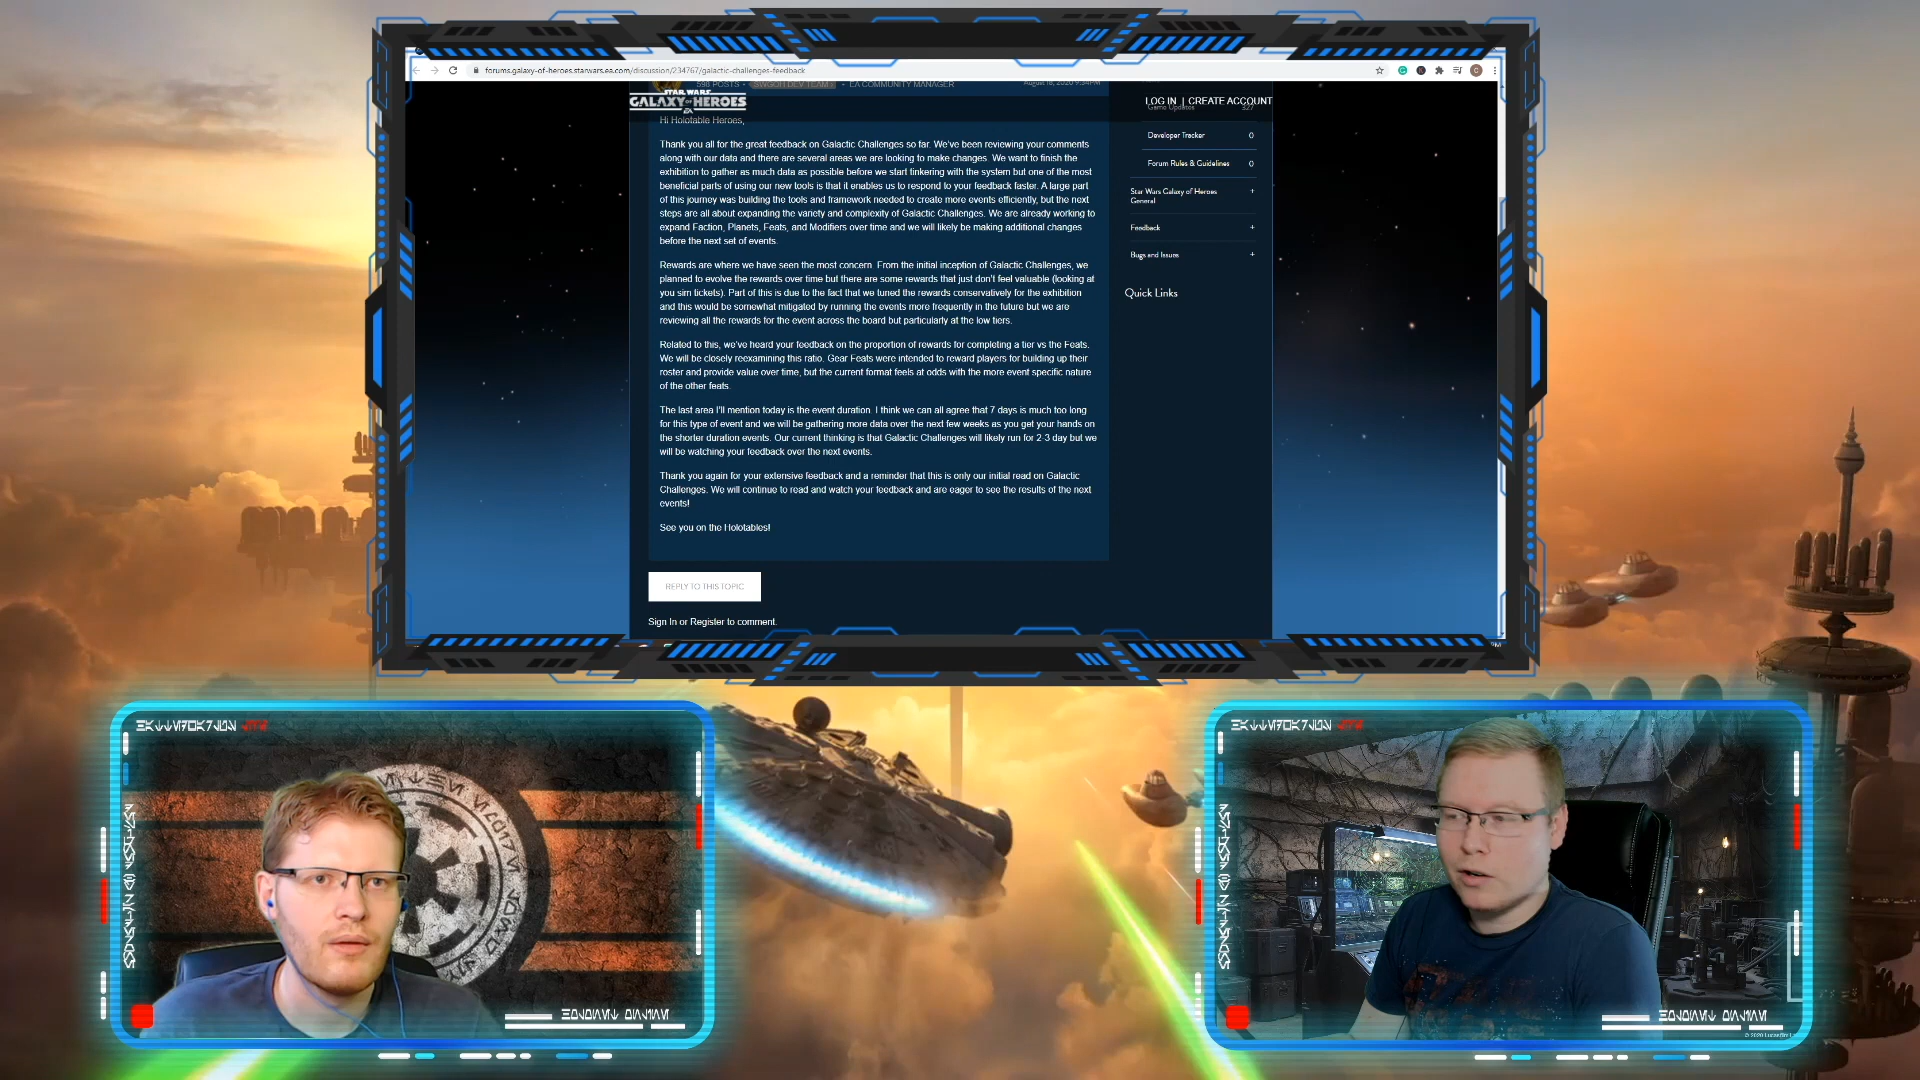 forums.galaxy-of-heroes.starwars.ea.com/discussion/234767/galactic-challenges-feedback
598 POSTS • SWGOH DEV TEAM • EA COMMUNITY MANAGER
August 18, 2020 9:34PM
STAR WARS
GALAXY OF HEROES
LOG IN | CREATE ACCOUNT
Game Updates 327
Hi Holotable Heroes,
Thank you all for the great feedback on Galactic Challenges so far. We've been reviewing your comments
along with our data and there are several areas we are looking to make changes. We want to finish the
exhibition to gather as much data as possible before we start tinkering with the system but one of the most
beneficial parts of using our new tools is that it enables us to respond to your feedback faster. A large part
of this journey was building the tools and framework needed to create more events efficiently, but the next
steps are all about expanding the variety and complexity of Galactic Challenges. We are already working to
expand Faction, Planets, Feats, and Modifiers over time and we will likely be making additional changes
before the next set of events.
Rewards are where we have seen the most concern. From the initial inception of Galactic Challenges, we
planned to evolve the rewards over time but there are some rewards that just don't feel valuable (looking at
you sim tickets). Part of this is due to the fact that we tuned the rewards conservatively for the exhibition
and this would be somewhat mitigated by running the events more frequently in the future but we are
reviewing all the rewards for the event across the board but particularly at the low tiers.
Related to this, we've heard your feedback on the proportion of rewards for completing a tier vs the Feats.
We will be closely reexamining this ratio. Gear Feats were intended to reward players for building up their
roster and provide value over time, but the current format feels at odds with the more event specific nature
of the other feats.
The last area I'll mention today is the event duration. I think we can all agree that 7 days is much too long
for this type of event and we will be gathering more data over the next few weeks as you get your hands on
the shorter duration events. Our current thinking is that Galactic Challenges will likely run for 2-3 day but we
will be watching your feedback over the next events.
Thank you again for your extensive feedback and a reminder that this is only our initial read on Galactic
Challenges. We will continue to read and watch your feedback and are eager to see the results of the next
events!
See you on the Holotables!
REPLY TO THIS TOPIC
Sign In or Register to comment.
Developer Tracker 0
Forum Rules & Guidelines 0
Star Wars Galaxy of Heroes +
General
Feedback +
Bugs and Issues +
Quick Links